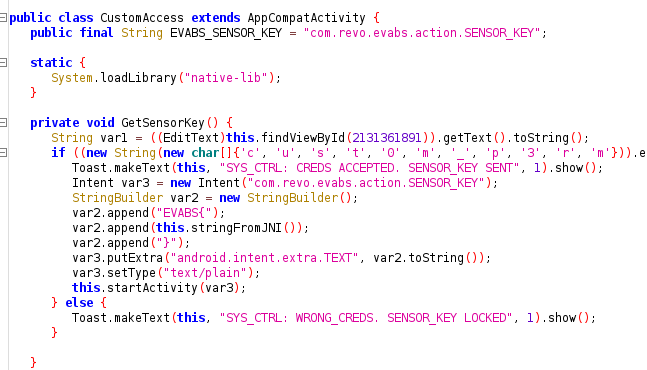 public class CustomAccess extends AppCompatActivity {
public final String EVABS_SENSOR_KEY = "com.revo.evabs.action.SENSOR_KEY";
static {
System.loadLibrary("native-lib");
}
private void GetSensorKey() {
String var1 = ((EditText)this.findViewById(2131361891)).getText().toString();
if ((new String(new char[]{'c', 'u', 's', 't', '0', 'm', '_', 'p', '3', 'r', 'm'})).e
Toast.makeText(this, "SYS_CTRL: CREDS ACCEPTED. SENSOR_KEY SENT", 1).show();
Intent var3 = new Intent("com.revo.evabs.action.SENSOR_KEY");
StringBuilder var2 = new StringBuilder();
var2.append("EVABS{");
var2.append(this.stringFromJNI());
var2.append("}");
var3.putExtra("android.intent.extra.TEXT", var2.toString());
var3.setType("text/plain");
this.startActivity(var3);
} else {
Toast.makeText(this, "SYS_CTRL: WRONG_CREDS. SENSOR_KEY LOCKED", 1).show();
}
}